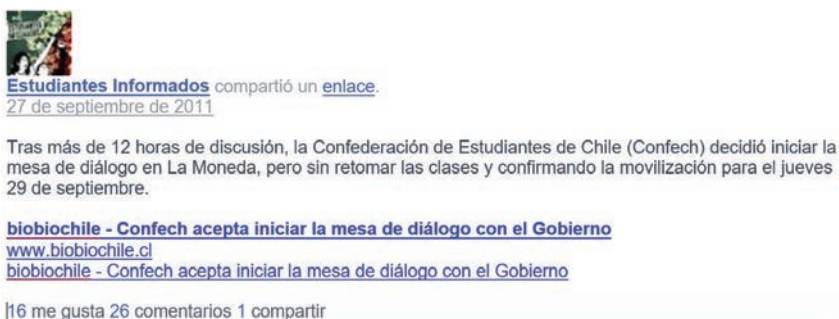 Estudiantes Informados compartió un enlace.
27 de septiembre de 2011
Tras más de 12 horas de discusión, la Confederación de Estudiantes de Chile (Confech) decidió iniciar la
mesa de diálogo en La Moneda, pero sin retomar las clases y confirmando la movilización para el jueves
29 de septiembre.
biobiochile - Confech acepta iniciar la mesa de diálogo con el Gobierno
www.biobiochile.cl
biobiochile - Confech acepta iniciar la mesa de diálogo con el Gobierno
16 me gusta 26 comentarios 1 compartir